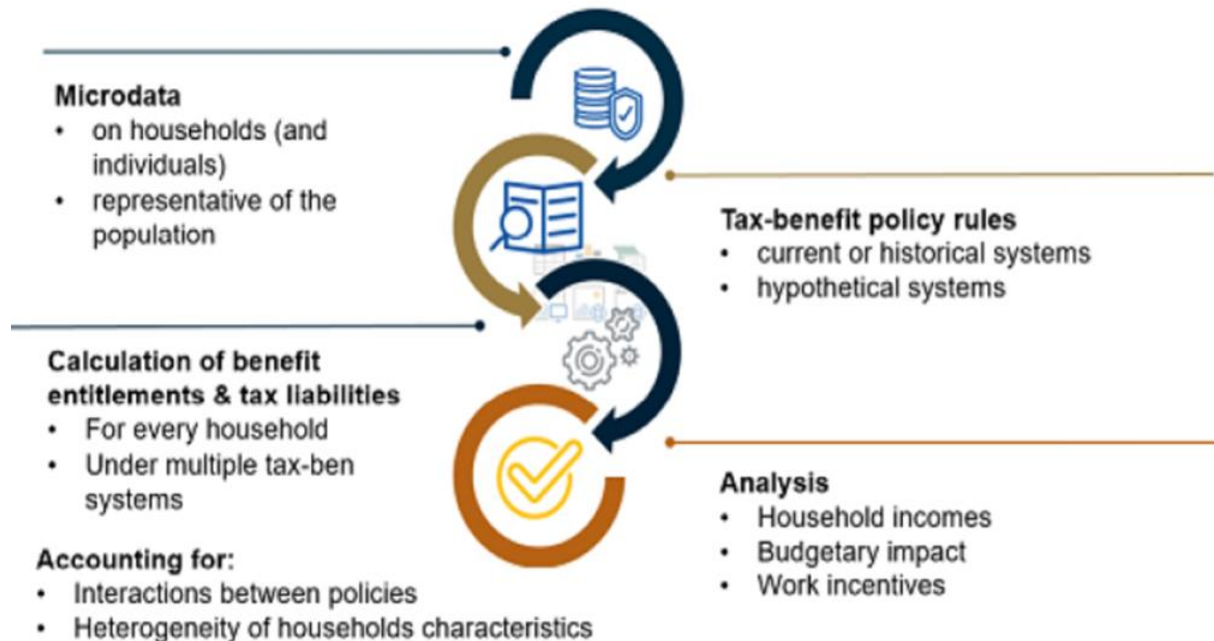 Microdata
• on households (and
individuals)
• representative of the
population
Tax-benefit policy rules
• current or historical systems
• hypothetical systems
Calculation of benefit
entitlements & tax liabilities
• For every household
• Under multiple tax-ben
systems
Accounting for:
• Interactions between policies
• Heterogeneity of households characteristics
Analysis
• Household incomes
• Budgetary impact
• Work incentives